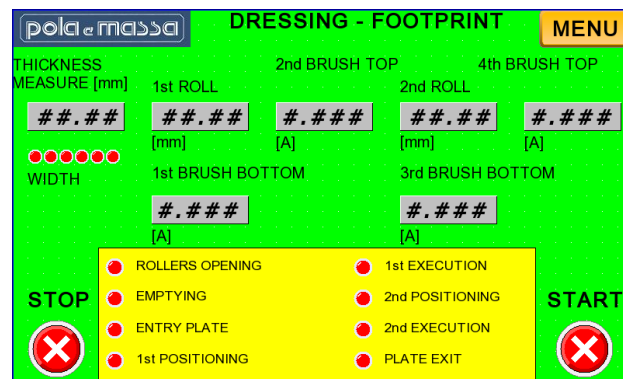 pola e massa
DRESSING - FOOTPRINT
MENU
THICKNESS
MEASURE [mm]
1st ROLL
2nd BRUSH TOP
2nd ROLL
4th BRUSH TOP
##.##
##.##
#.###
##.##
#.###
[mm]
[A]
[mm]
[A]
WIDTH
1st BRUSH BOTTOM
3rd BRUSH BOTTOM
#.###
#.###
[A]
[A]
ROLLERS OPENING
EMPTYING
ENTRY PLATE
1st POSITIONING
1st EXECUTION
2nd POSITIONING
2nd EXECUTION
PLATE EXIT
STOP
START